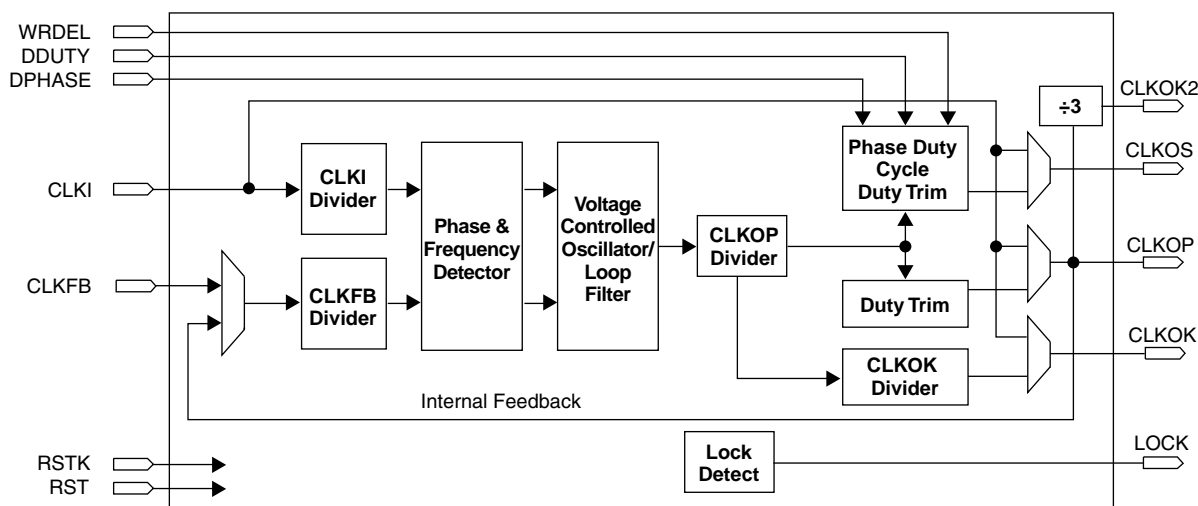 WRDEL
DDUTY
DPHASE
CLKOK2
÷3
Phase Duty
Cycle
Duty Trim
CLKOS
CLKI
CLKI
Divider
Phase &
Frequency
Detector
Voltage
Controlled
Oscillator/
Loop
Filter
CLKOP
Divider
CLKOP
CLKFB
CLKFB
Divider
Duty Trim
CLKOK
CLKOK
Divider
Internal Feedback
Lock
Detect
LOCK
RSTK
RST